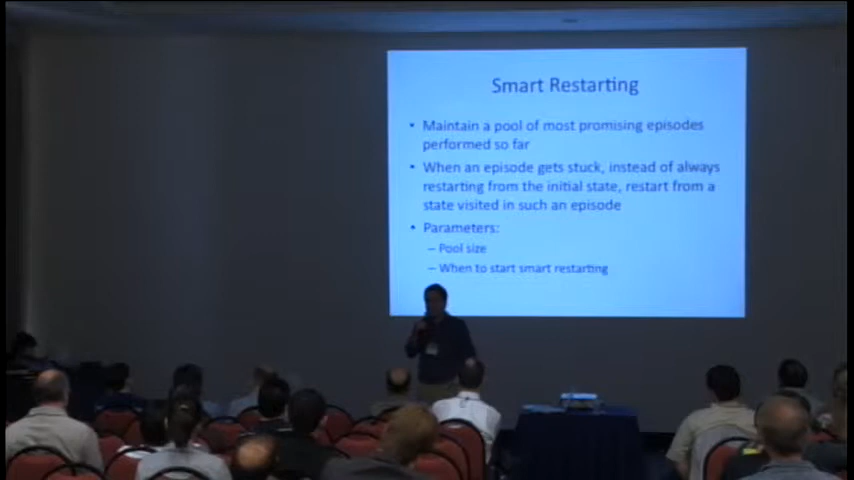 Smart Restarting
• Maintain a pool of most promising episodes
performed so far
• When an episode gets stuck, instead of always
restarting from the initial state, restart from a
state visited in such an episode
• Parameters:
– Pool size
– When to start smart restarting